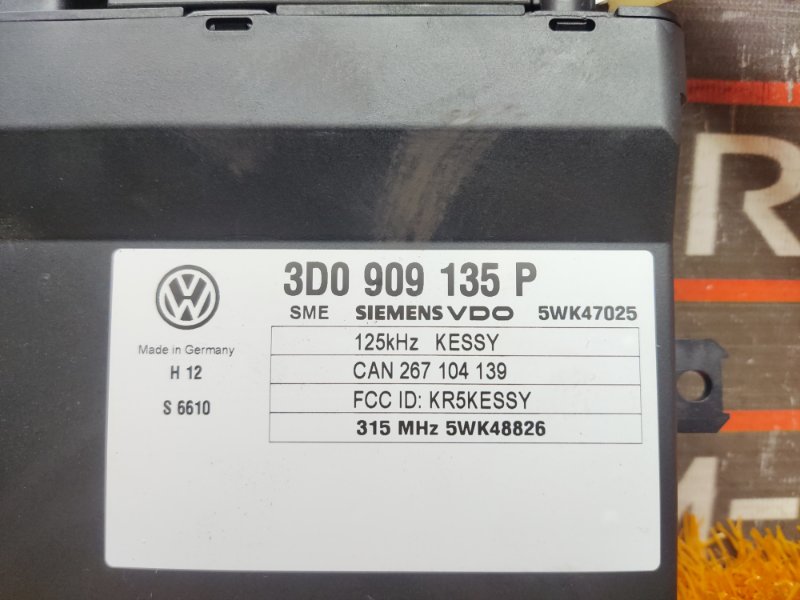 3D0 909 135 P
SME SIEMENS VDO 5WK47025
125kHz KESSY
Made in Germany
CAN 267 104 139
H 12
FCC ID: KR5KESSY
S 6610
315 MHz 5WK48826